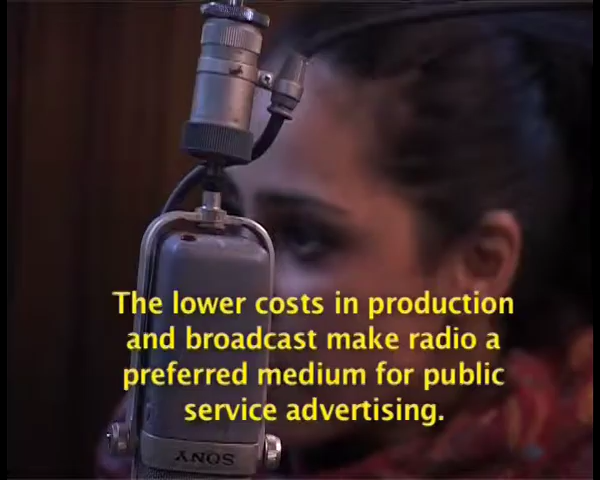 The lower costs in production
and broadcast make radio a
preferred medium for public
service advertising.
SONY